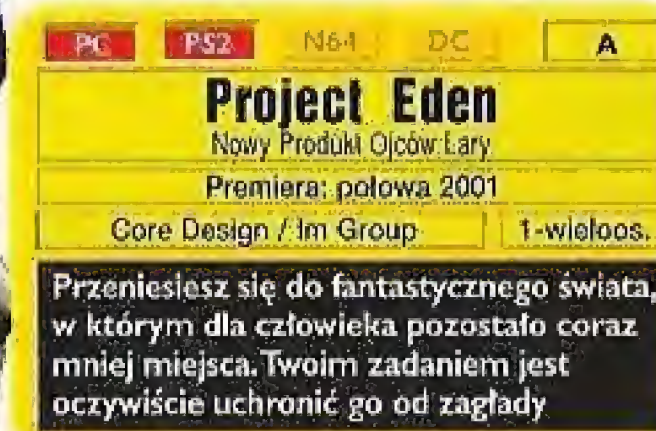 PC PS2 N64 DC A
Project Eden
Nowy Produkt Ojców Lary
Premiera: połowa 2001
Core Design / Im Group 1-wieloos.
Przeniesiesz się do fantastycznego świata,
w którym dla człowieka pozostało coraz
mniej miejsca. Twoim zadaniem jest
oczywiście uchronić go od zagłady